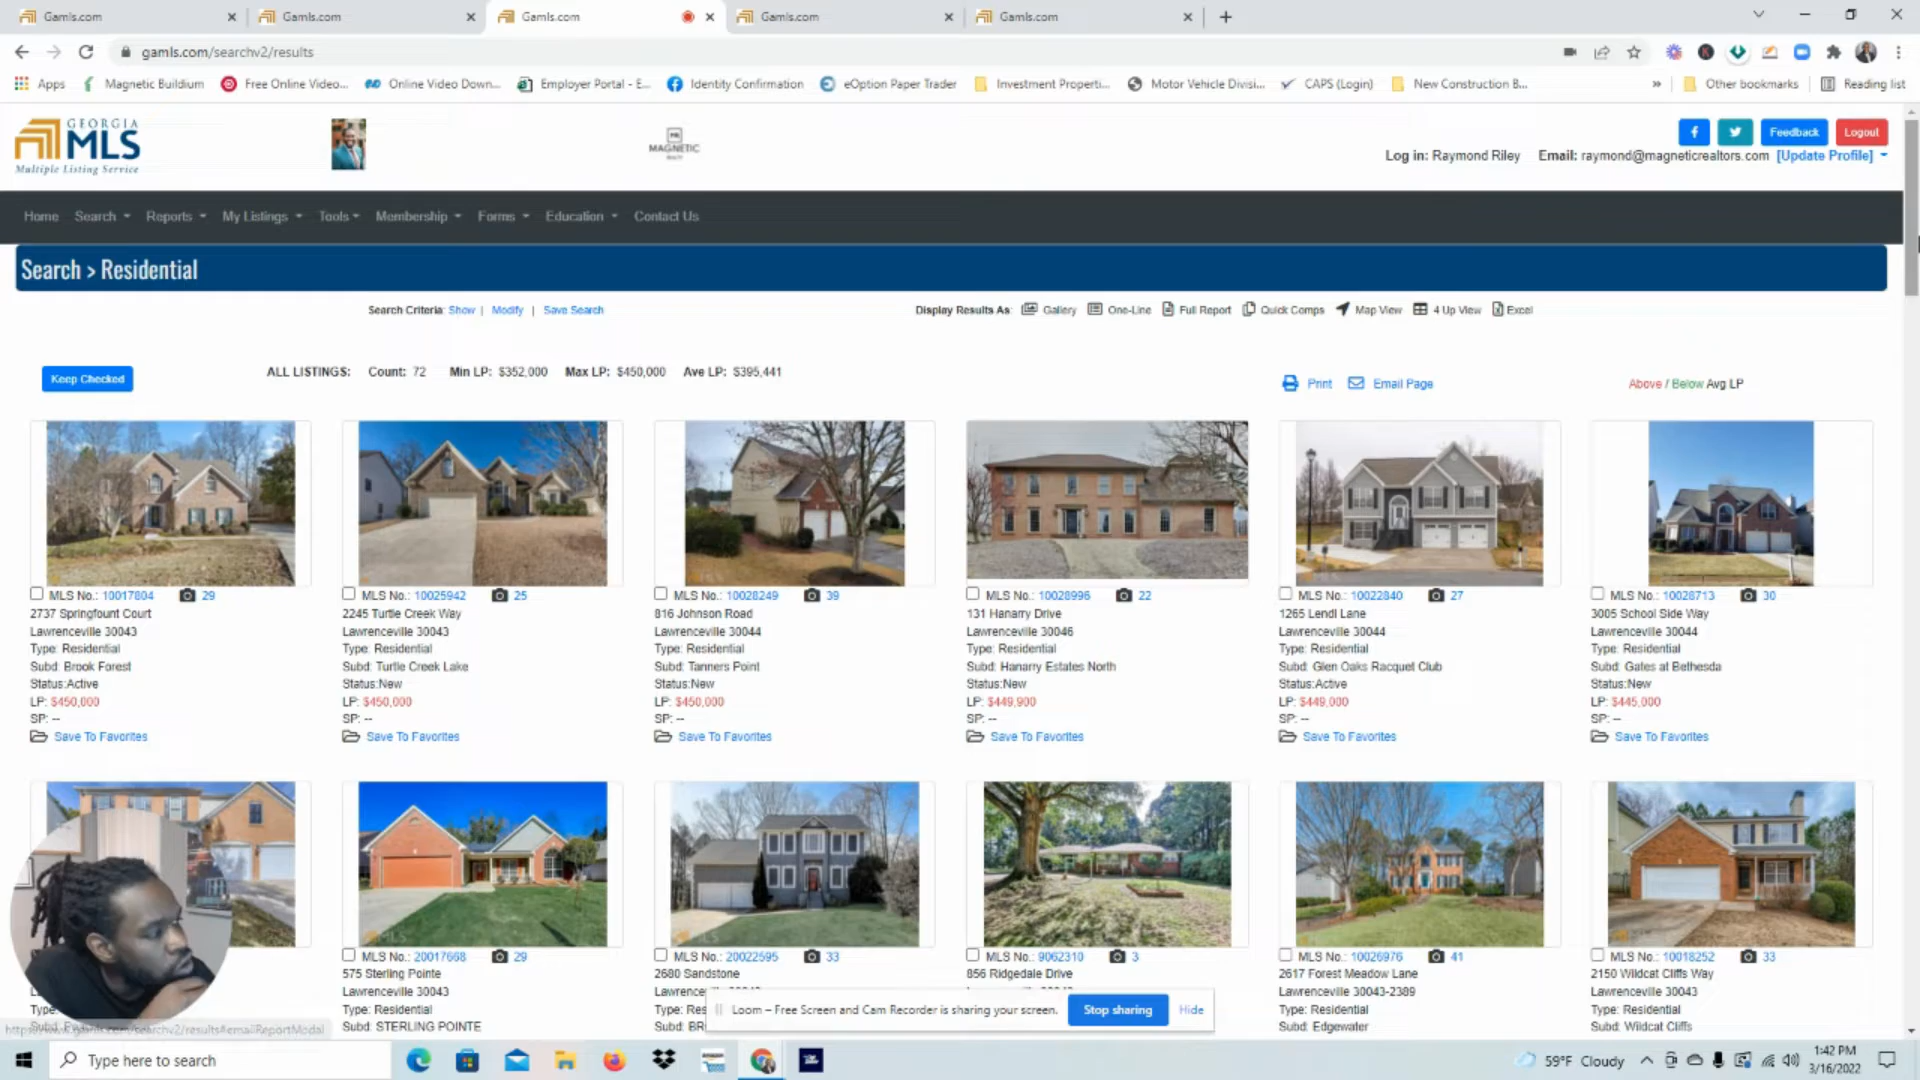 Gamls.com Gamls.com Gamls.com Gamls.com Gamls.com
gamls.com/searchv2/results
Apps Magnetic Buildium Free Online Video... Online Video Down... Employer Portal - E... Identity Confirmation eOption Paper Trader Investment Properti... Motor Vehicle Divisi... CAPS (Login) New Construction B... » Other bookmarks Reading list
GEORGIA
MLS
Multiple Listing Service
MAGNETIC
Feedback Logout
Log in: Raymond Riley Email: raymond@magneticrealtors.com [Update Profile]
Home Search Reports My Listings Tools Membership Forms Education Contact Us
Search > Residential
Search Criteria: Show | Modify | Save Search Display Results As: Gallery One-Line Full Report Quick Comps Map View 4 Up View Excel
Keep Checked ALL LISTINGS: Count: 72 Min LP: $352,000 Max LP: $450,000 Ave LP: $395,441 Print Email Page Above / Below Avg LP
MLS No.: 10017804 29
2737 Springfount Court
Lawrenceville 30043
Type: Residential
Subd: Brook Forest
Status:Active
LP: $450,000
SP: --
Save To Favorites
MLS No.: 10025942 25
2245 Turtle Creek Way
Lawrenceville 30043
Type: Residential
Subd: Turtle Creek Lake
Status:New
LP: $450,000
SP: --
Save To Favorites
MLS No.: 10028249 39
816 Johnson Road
Lawrenceville 30044
Type: Residential
Subd: Tanners Point
Status:New
LP: $450,000
SP: --
Save To Favorites
MLS No.: 10028996 22
131 Hanarry Drive
Lawrenceville 30046
Type: Residential
Subd: Hanarry Estates North
Status:New
LP: $449,900
SP: --
Save To Favorites
MLS No.: 10022840 27
1265 Lendl Lane
Lawrenceville 30044
Type: Residential
Subd: Glen Oaks Racquet Club
Status:Active
LP: $449,000
SP: --
Save To Favorites
MLS No.: 10028713 30
3005 School Side Way
Lawrenceville 30044
Type: Residential
Subd: Gates at Bethesda
Status:New
LP: $445,000
SP: --
Save To Favorites
Type:
MLS No.: 20017668 29
575 Sterling Pointe
Lawrenceville 30043
Type: Residential
Subd: STERLING POINTE
MLS No.: 20022595 33
2680 Sandstone
Lawrence
Type: Res
Subd: BR
MLS No.: 9062310 3
856 Ridgedale Drive
MLS No.: 10026976 41
2617 Forest Meadow Lane
Lawrenceville 30043-2389
Type: Residential
Subd: Edgewater
MLS No.: 10018252 33
2150 Wildcat Cliffs Way
Lawrenceville 30043
Type: Residential
Subd: Wildcat Cliffs
Loom – Free Screen and Cam Recorder is sharing your screen. Stop sharing Hide
https://www.gamls.com/searchv2/results#emailReportModal
Type here to search
59°F Cloudy
1:42 PM
3/16/2022